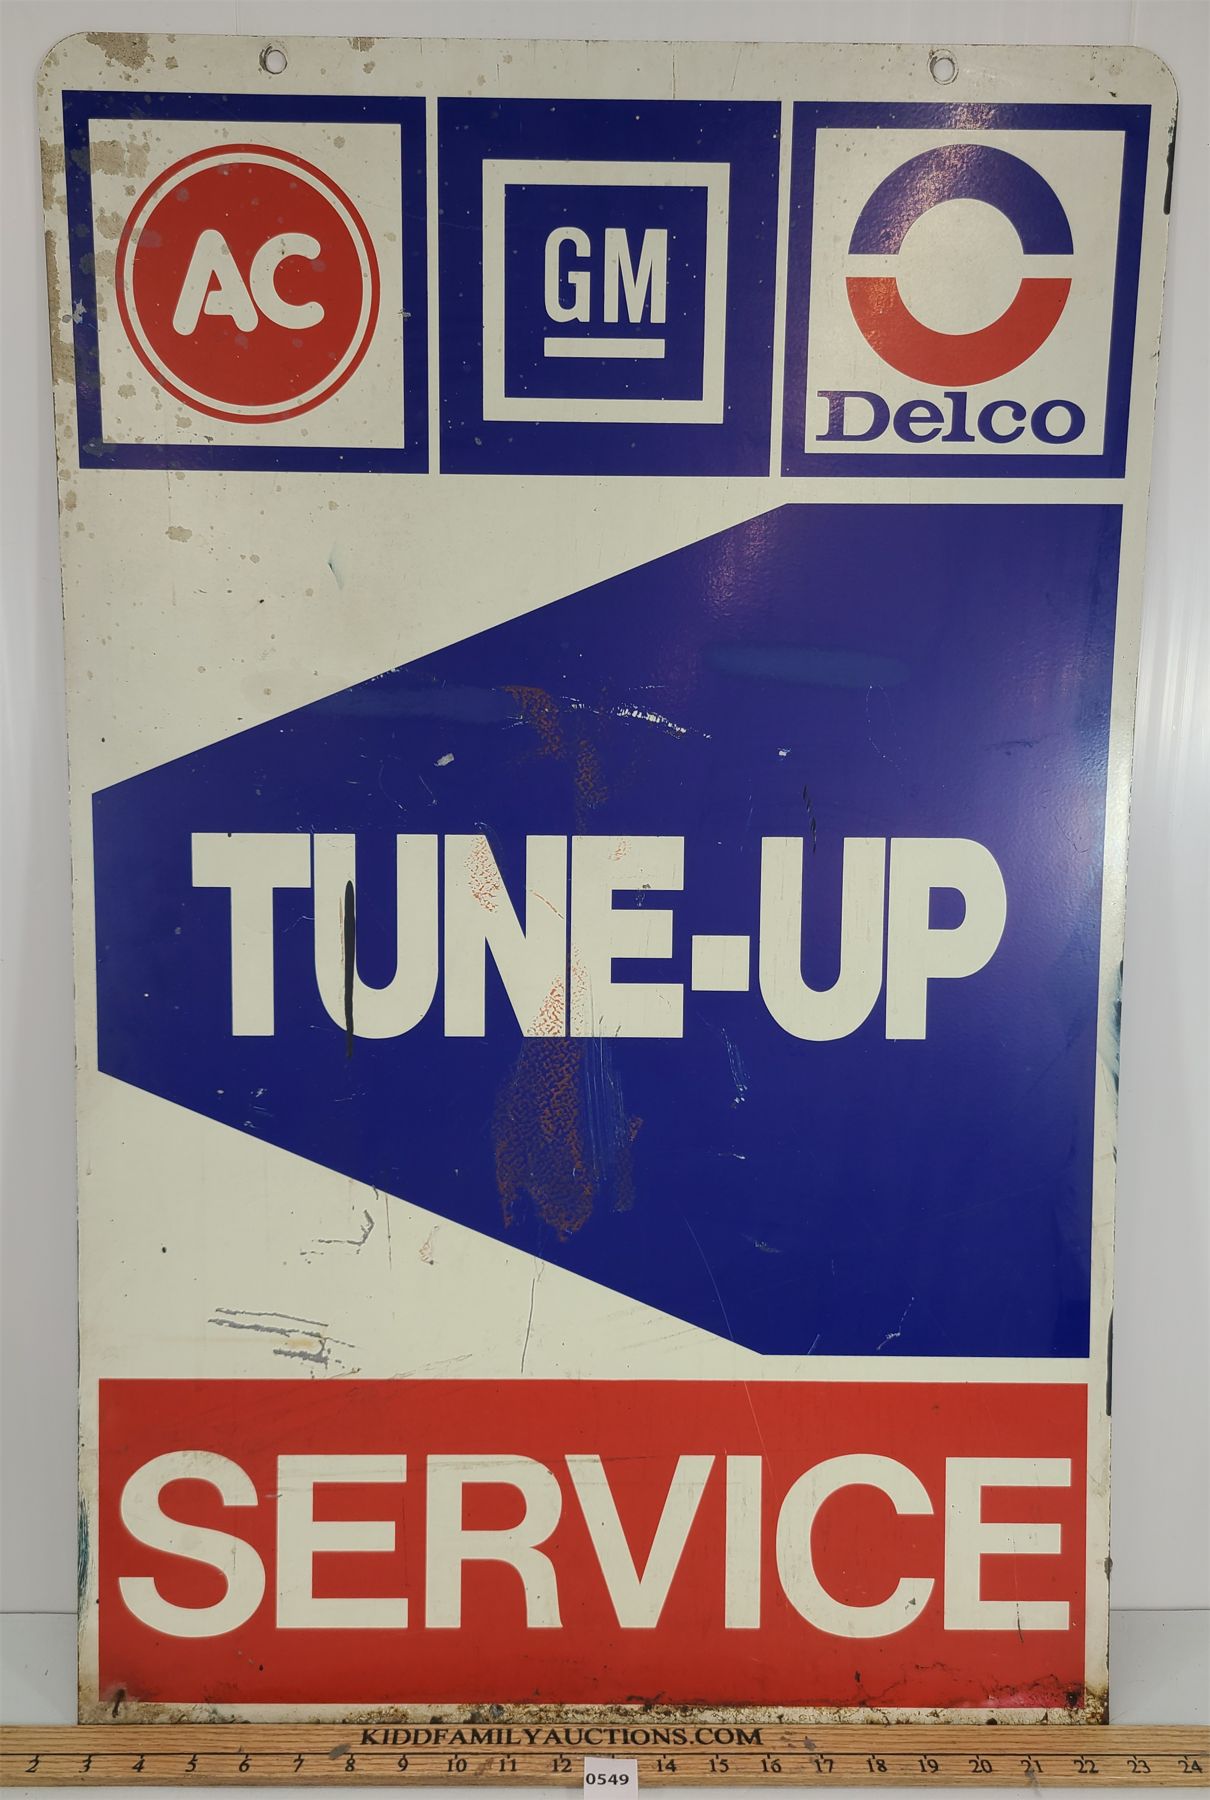 AC GM Delco
TUNE-UP
SERVICE
KIDDFAMILYAUCTIONS.COM
2 3 4 5 6 7 8 9 10 11 12 14 15 16 17 18 19 20 21 22 23 24
0549